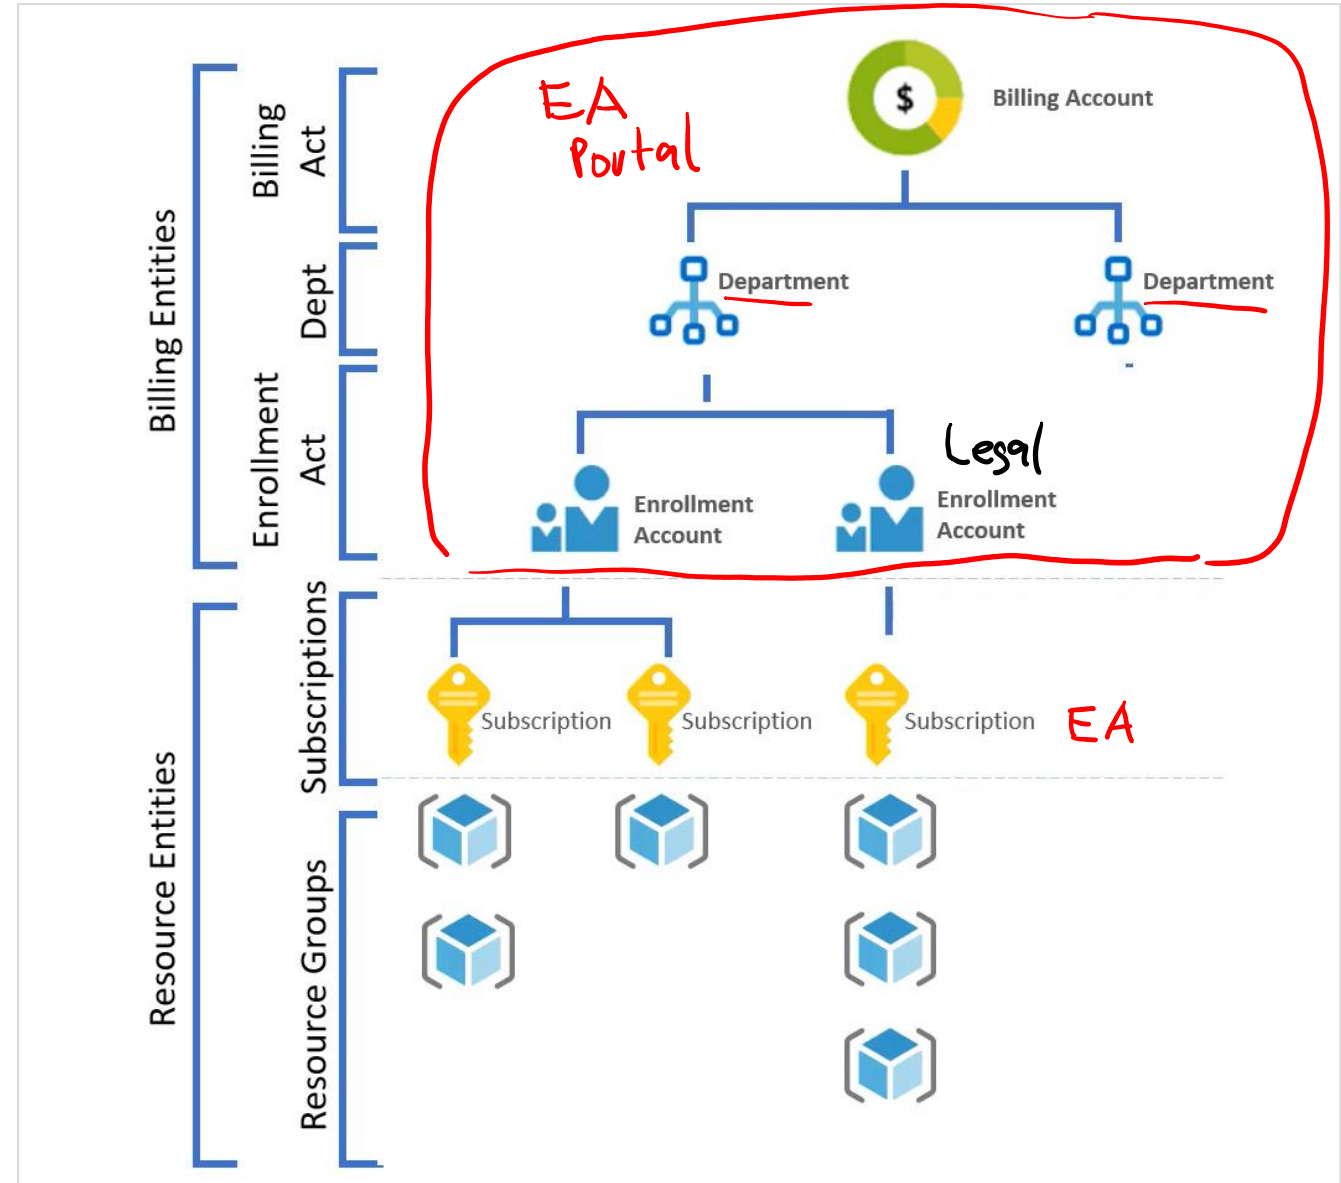 EA
Portal
$
Billing Account
Billing
Act
Billing Entities
Dept
Department
Department
Enrollment
Act
Legal
Enrollment
Account
Enrollment
Account
Subscriptions
Subscription
Subscription
Subscription
EA
Resource Entities
Resource Groups